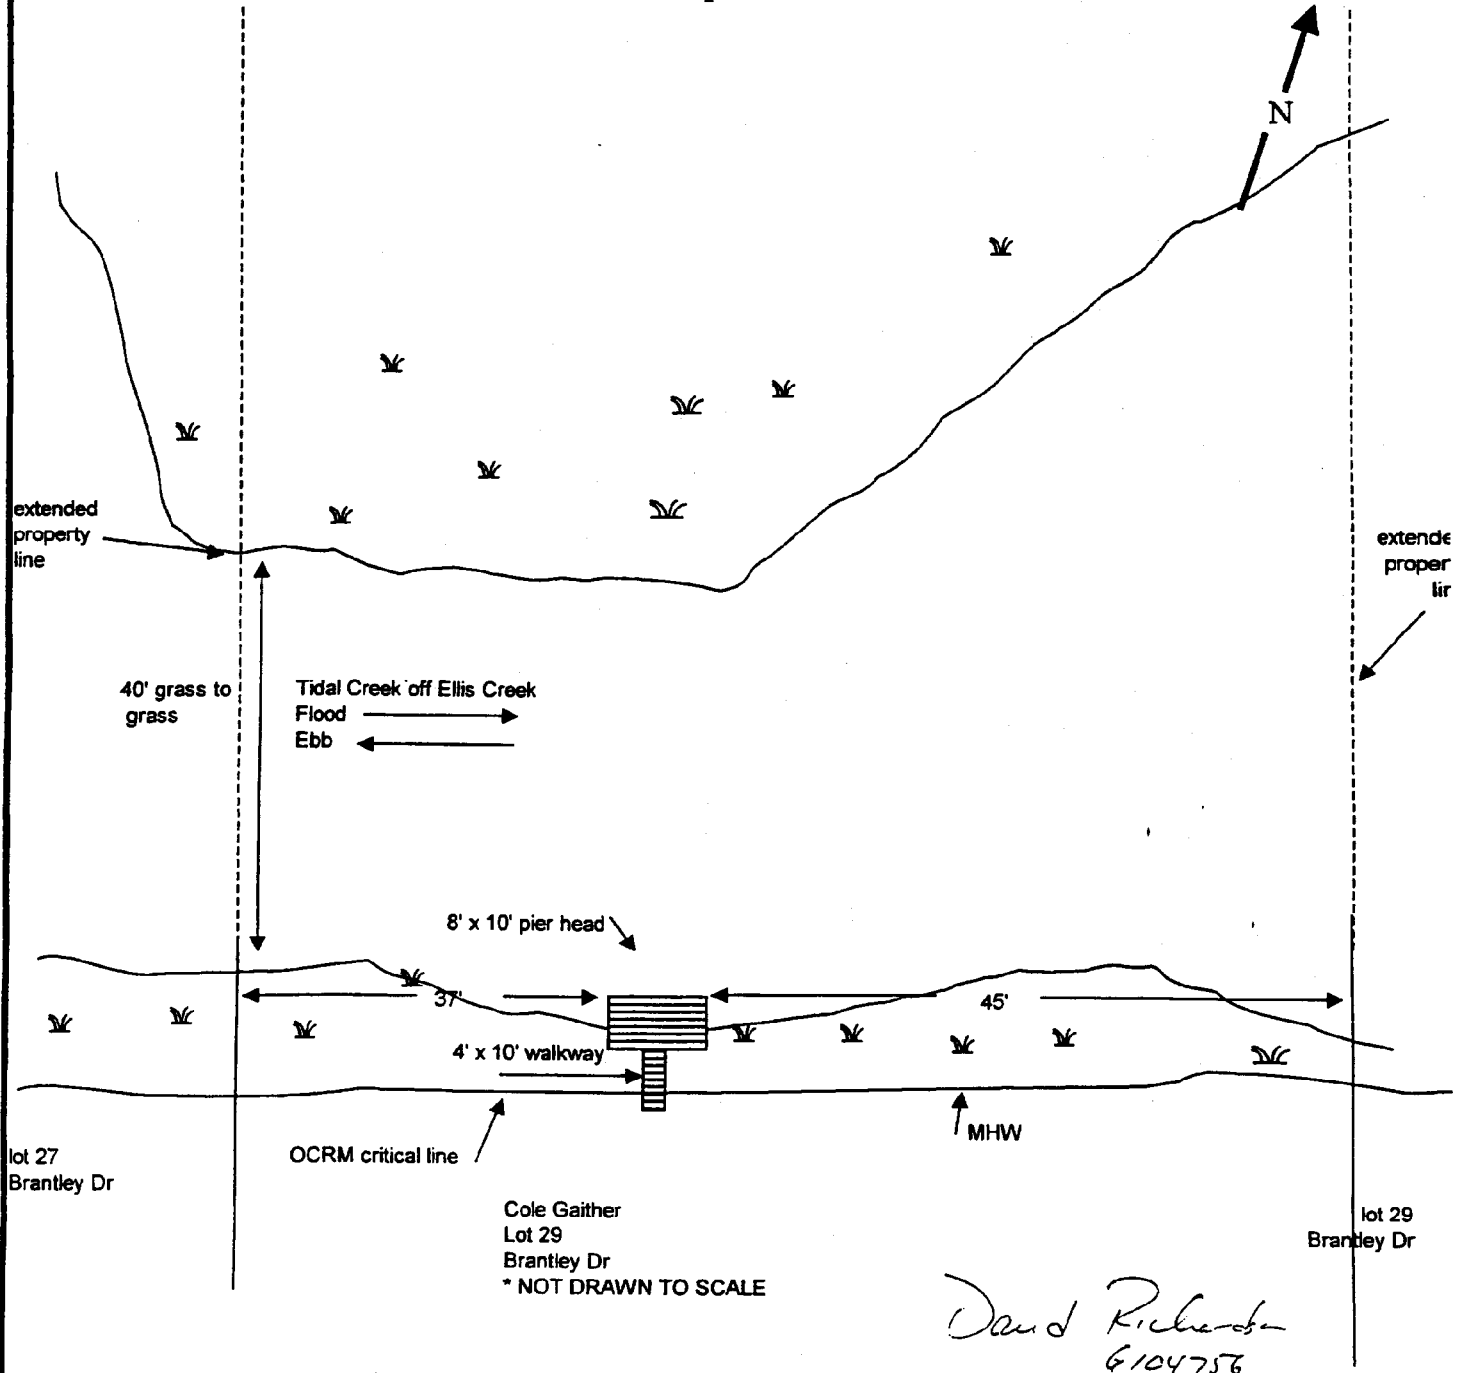 N
extended
property
line
extende
proper
lir
40' grass to
grass
Tidal Creek off Ellis Creek
Flood
Ebb
8' x 10' pier head
37'
45'
4' x 10' walkway
OCRM critical line
MHW
lot 27
Brantley Dr
Cole Gaither
Lot 29
Brantley Dr
* NOT DRAWN TO SCALE
lot 29
Brantley Dr
David Richardson
6104756